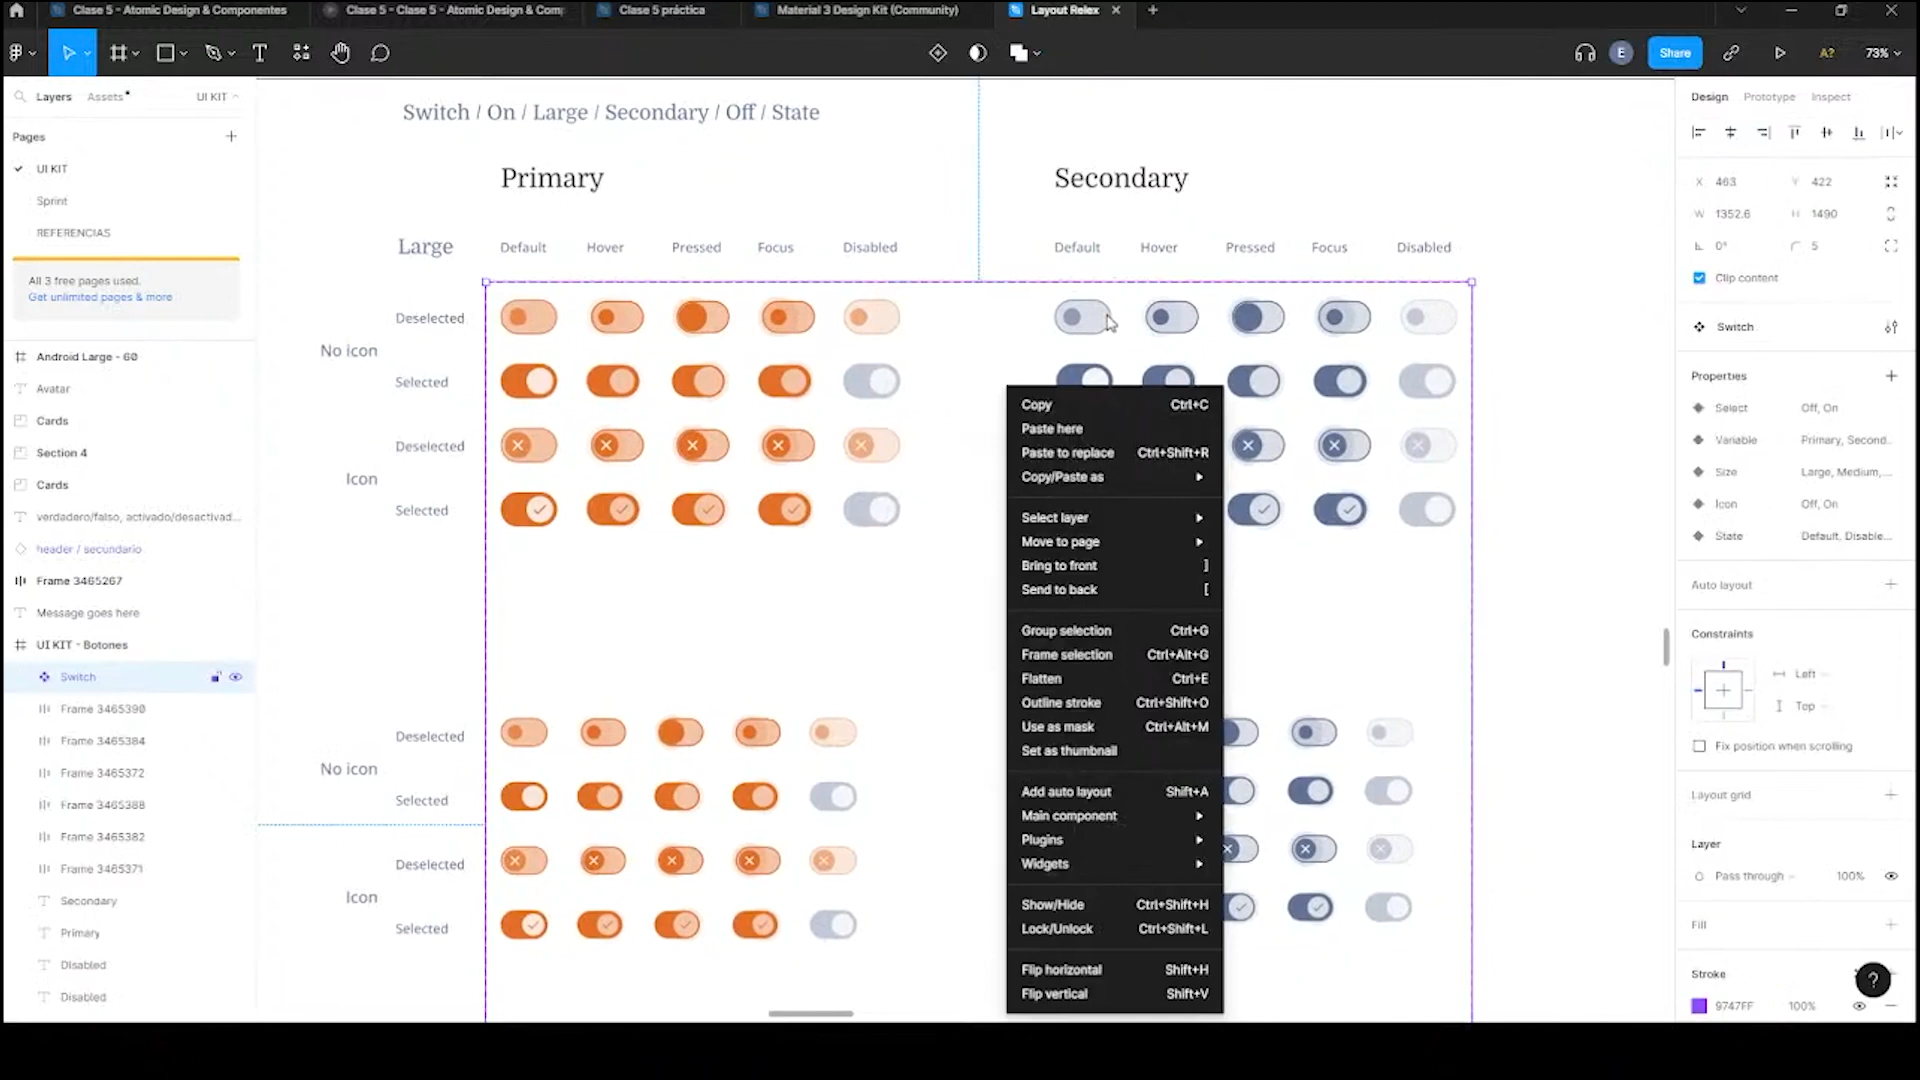 Clase 5 - Atomic Design & Componentes
Clase 5 - Clase 5 - Atomic Design & Com
Clase 5 práctica
Material 3 Design Kit (Community)
Layout Relex
E
Share
A?
73%
Layers
Assets
UI KIT
Pages
UI KIT
Sprint
REFERENCIAS
All 3 free pages used.
Get unlimited pages & more
Android Large - 60
Avatar
Cards
Section 4
Cards
verdadero/falso, activado/desactivad...
header / secundario
Frame 3465267
Message goes here
UI KIT - Botones
Switch
Frame 3465390
Frame 3465384
Frame 3465372
Frame 3465388
Frame 3465382
Frame 3465371
Secondary
Primary
Disabled
Disabled
Switch / On / Large / Secondary / Off / State
Primary
Secondary
Large
Default
Hover
Pressed
Focus
Disabled
Default
Hover
Pressed
Focus
Disabled
No icon
Deselected
Selected
Icon
Deselected
Selected
No icon
Deselected
Selected
Icon
Deselected
Selected
Copy Ctrl+C
Paste here
Paste to replace Ctrl+Shift+R
Copy/Paste as
Select layer
Move to page
Bring to front ]
Send to back [
Group selection Ctrl+G
Frame selection Ctrl+Alt+G
Flatten Ctrl+E
Outline stroke Ctrl+Shift+O
Use as mask Ctrl+Alt+M
Set as thumbnail
Add auto layout Shift+A
Main component
Plugins
Widgets
Show/Hide Ctrl+Shift+H
Lock/Unlock Ctrl+Shift+L
Flip horizontal Shift+H
Flip vertical Shift+V
Design
Prototype
Inspect
X 463
Y 422
W 1352.6
H 1490
0°
5
Clip content
Switch
Properties
Select Off, On
Variable Primary, Second...
Size Large, Medium,...
Icon Off, On
State Default, Disable...
Auto layout
Constraints
Left
Top
Fix position when scrolling
Layout grid
Layer
Pass through 100%
Fill
Stroke
9747FF 100%
?